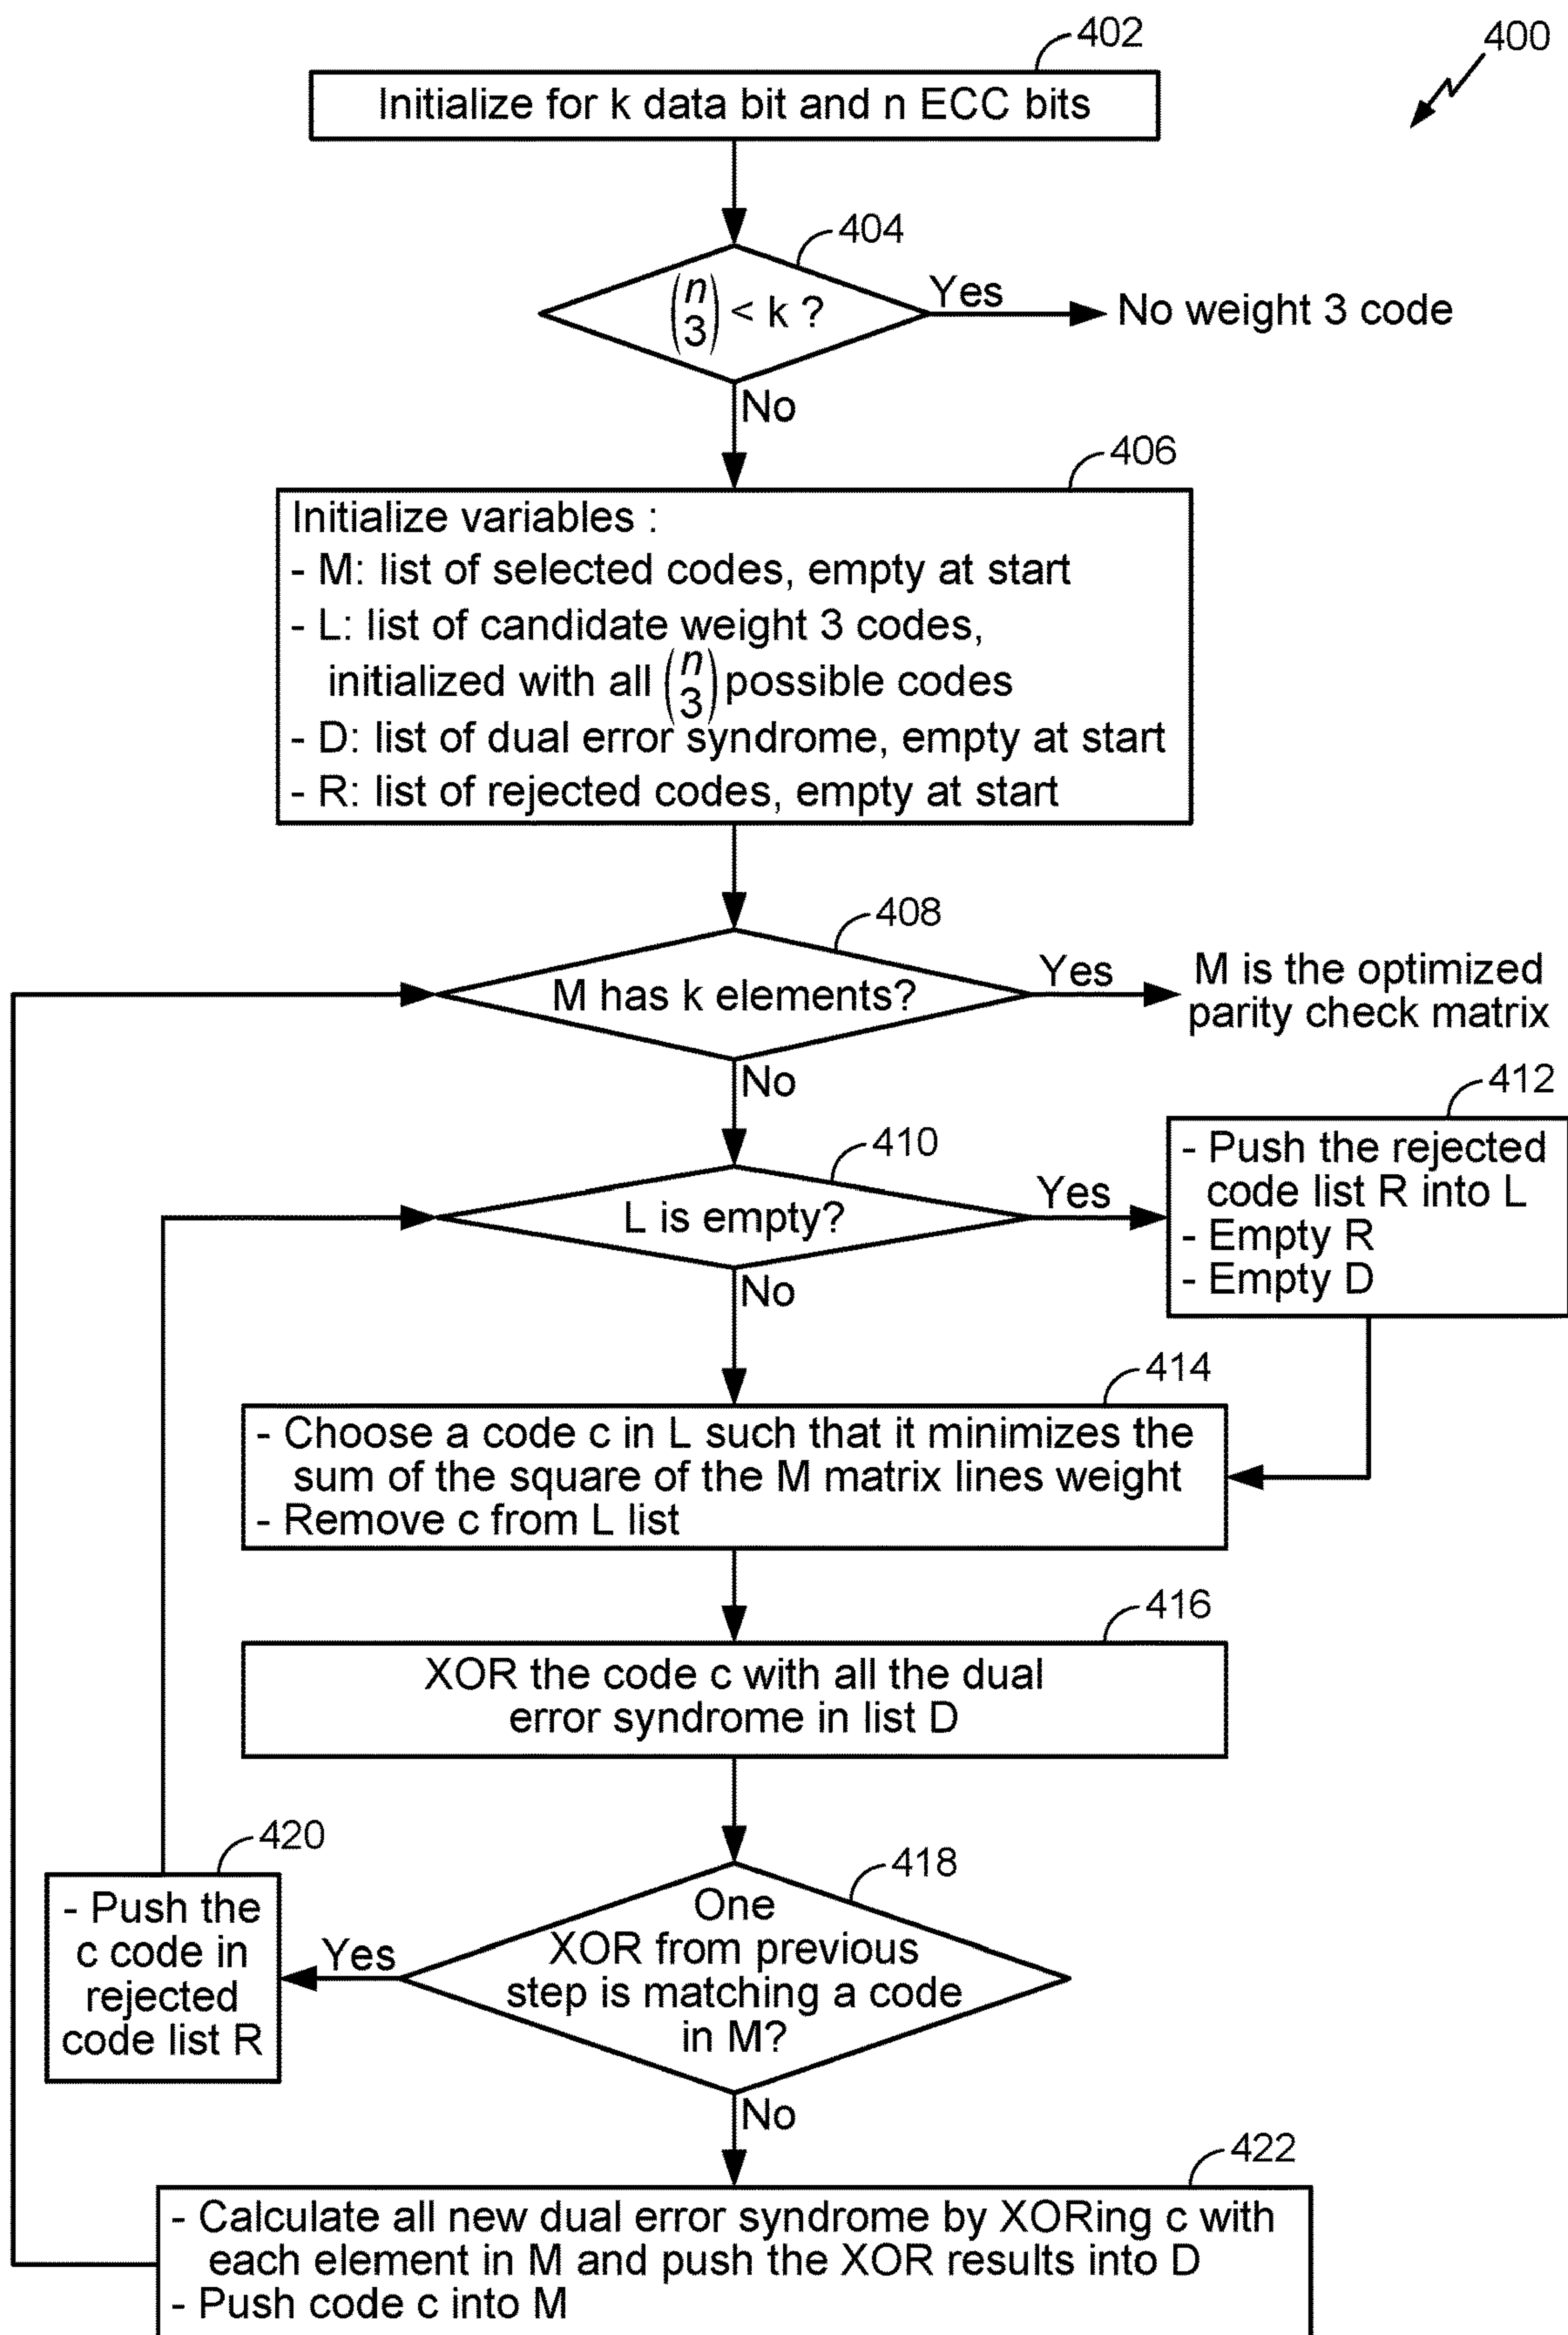 400
402
Initialize for k data bit and n ECC bits
404
(n 3) < k ?
Yes
No weight 3 code
No
406
Initialize variables :
- M: list of selected codes, empty at start
- L: list of candidate weight 3 codes,
initialized with all (n 3) possible codes
- D: list of dual error syndrome, empty at start
- R: list of rejected codes, empty at start
408
M has k elements?
Yes
M is the optimized
parity check matrix
No
410
L is empty?
Yes
412
- Push the rejected
code list R into L
- Empty R
- Empty D
No
414
- Choose a code c in L such that it minimizes the
sum of the square of the M matrix lines weight
- Remove c from L list
416
XOR the code c with all the dual
error syndrome in list D
418
One
XOR from previous
step is matching a code
in M?
Yes
420
- Push the
c code in
rejected
code list R
No
422
- Calculate all new dual error syndrome by XORing c with
each element in M and push the XOR results into D
- Push code c into M